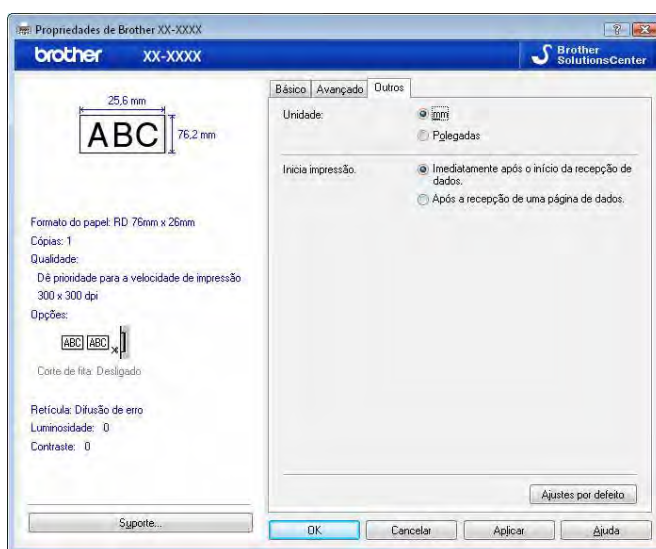 Propriedades de Brother XX-XXXX
brother XX-XXXX
Brother
SolutionsCenter
25,6 mm
ABC
76,2 mm
Formato do papel: RD 76mm x 26mm
Cópias: 1
Qualidade:
Dê prioridade para a velocidade de impressão
300 x 300 dpi
Opções:
ABC ABC
Corte de fita: Desligado
Retícula: Difusão de erro
Luminosidade: 0
Contraste: 0
Suporte...
Básico Avançado Outros
Unidade:
mm
Polegadas
Inicia impressão.
Imediatamente após o início da recepção de
dados.
Após a recepção de uma página de dados.
Ajustes por defeito
OK Cancelar Aplicar Ajuda